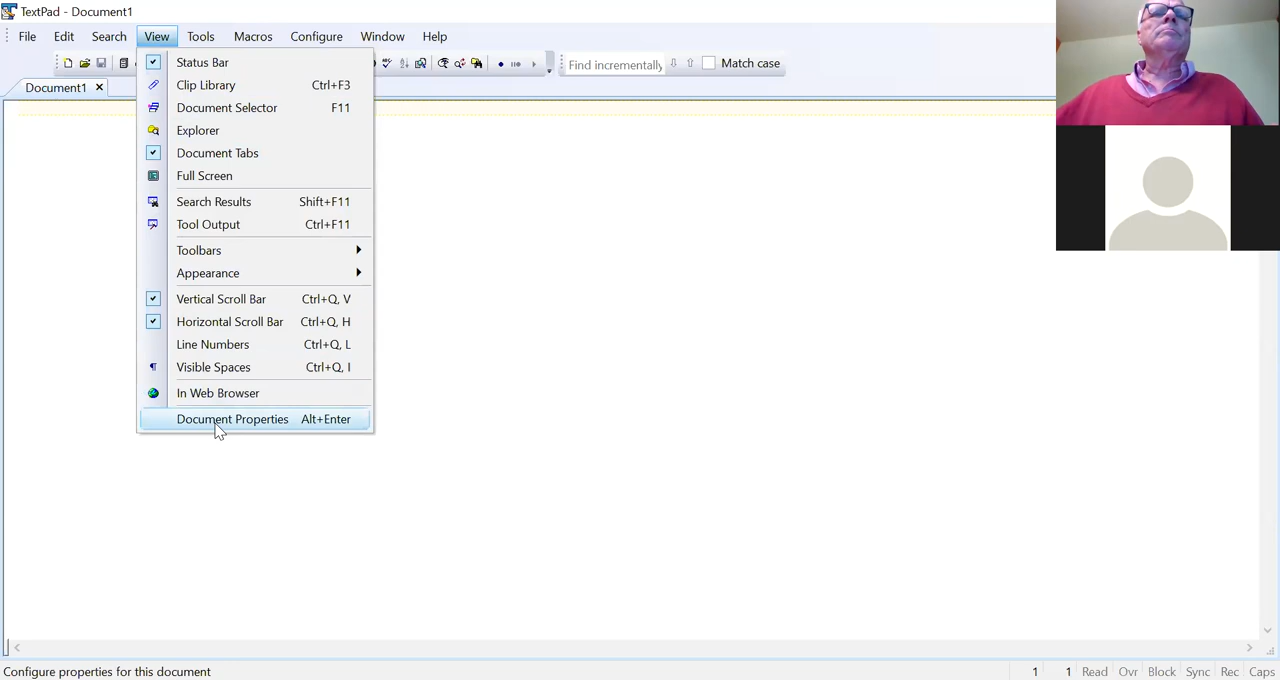 TextPad - Document1
File Edit Search View Tools Macros Configure Window Help
Find incrementally Match case
Document1
Status Bar
Clip Library Ctrl+F3
Document Selector F11
Explorer
Document Tabs
Full Screen
Search Results Shift+F11
Tool Output Ctrl+F11
Toolbars
Appearance
Vertical Scroll Bar Ctrl+Q, V
Horizontal Scroll Bar Ctrl+Q, H
Line Numbers Ctrl+Q, L
Visible Spaces Ctrl+Q, I
In Web Browser
Document Properties Alt+Enter
Configure properties for this document 1 1 Read Ovr Block Sync Rec Caps